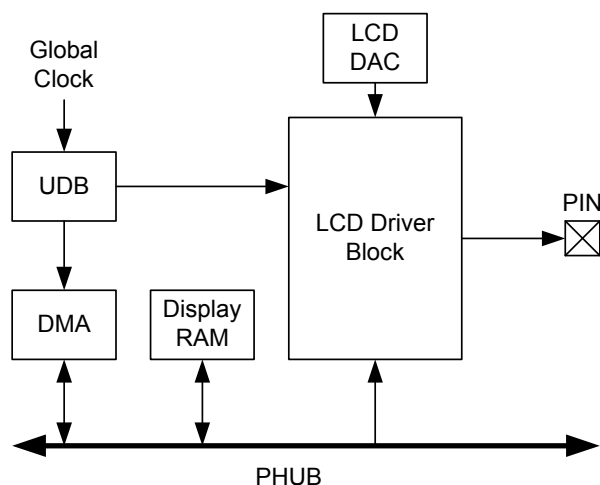 LCD
DAC
Global
Clock
UDB
LCD Driver
Block
PIN
DMA
Display
RAM
PHUB